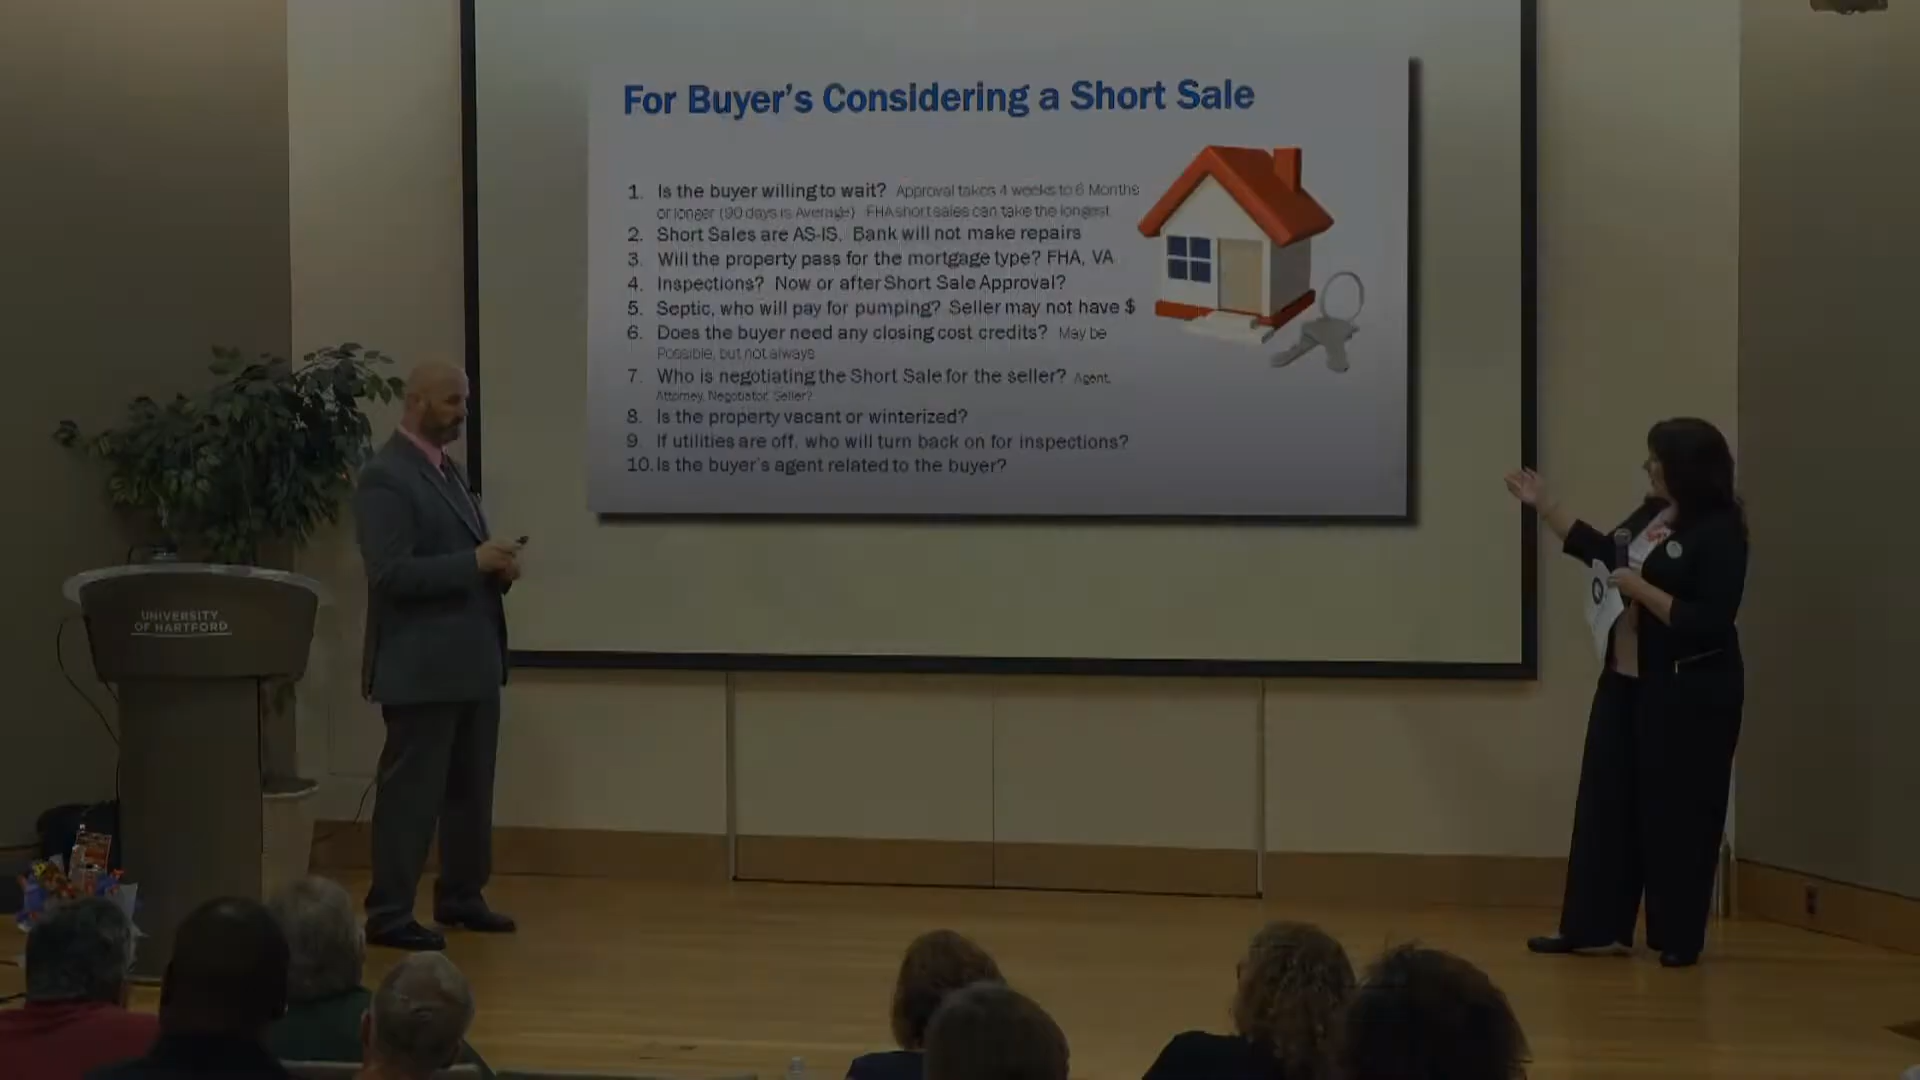 For Buyer's Considering a Short Sale
1. Is the buyer willing to wait? Approval takes 4 weeks to 6 Months
or longer (90 days is Average) FHA short sales can take the longest
2. Short Sales are AS-IS. Bank will not make repairs
3. Will the property pass for the mortgage type? FHA, VA
4. Inspections? Now or after Short Sale Approval?
5. Septic, who will pay for pumping? Seller may not have $
6. Does the buyer need any closing cost credits? May be
Possible, but not always
7. Who is negotiating the Short Sale for the seller? Agent,
Attorney, Negotiator, Seller?
8. Is the property vacant or winterized?
9. If utilities are off, who will turn back on for inspections?
10. Is the buyer's agent related to the buyer?
UNIVERSITY
OF HARTFORD